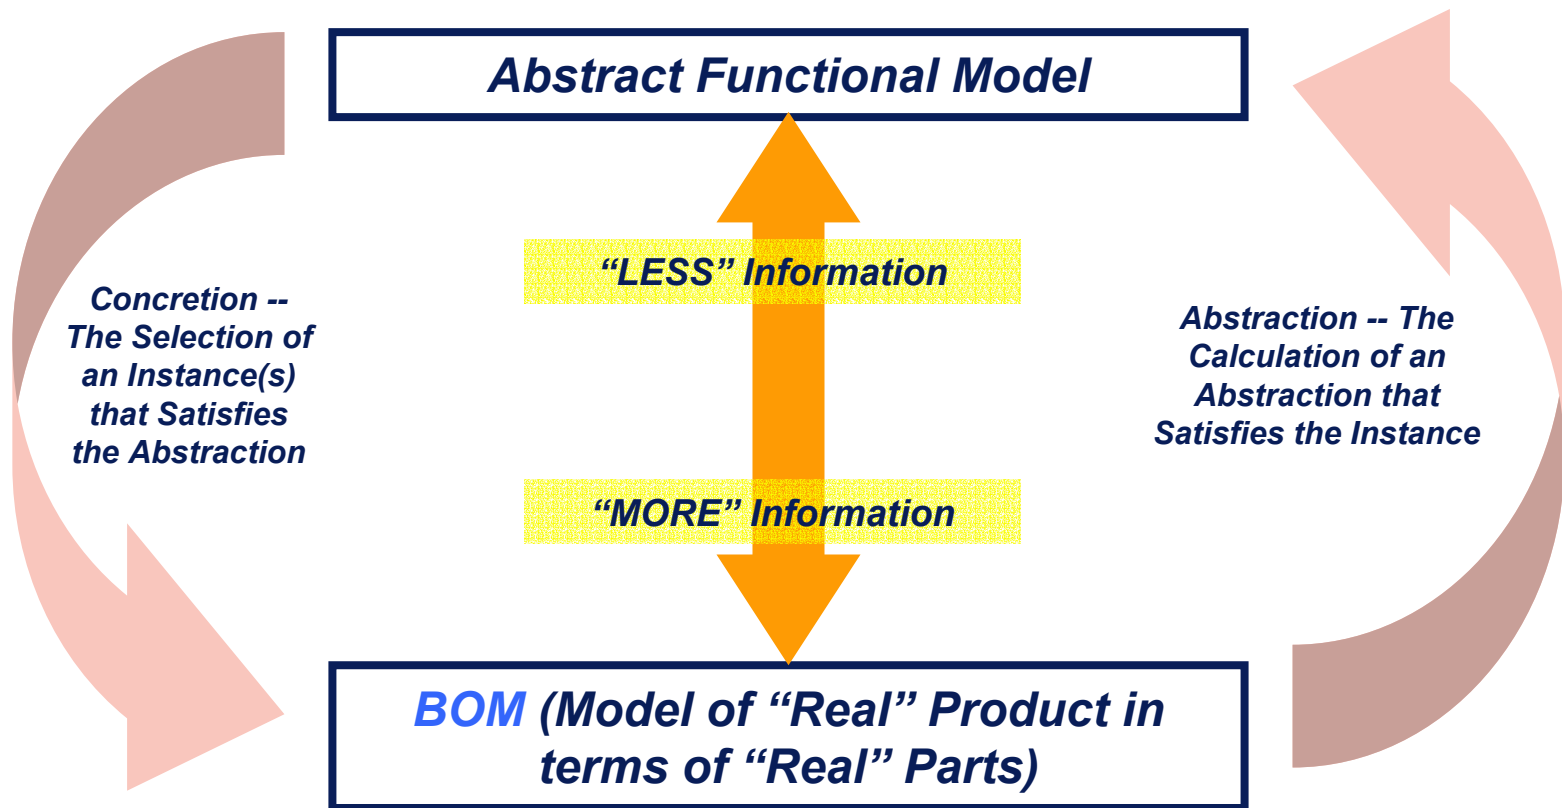 Abstract Functional Model
“LESS” Information
Concretion --
The Selection of
an Instance(s)
that Satisfies
the Abstraction
Abstraction -- The
Calculation of an
Abstraction that
Satisfies the Instance
“MORE” Information
BOM (Model of “Real” Product in
terms of “Real” Parts)